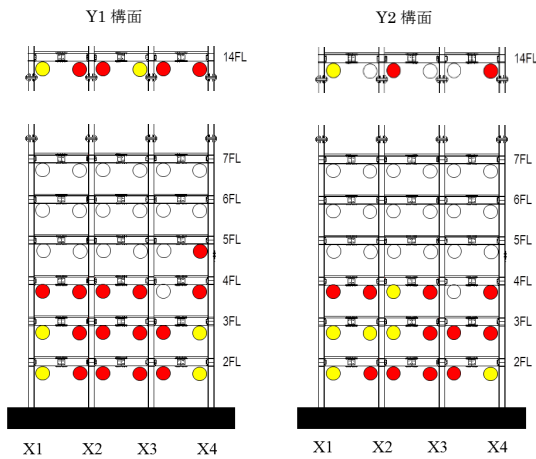 Y1 構面
Y2 構面
14FL
14FL
7FL
7FL
6FL
6FL
5FL
5FL
4FL
4FL
3FL
3FL
2FL
2FL
X1 X2 X3 X4
X1 X2 X3 X4